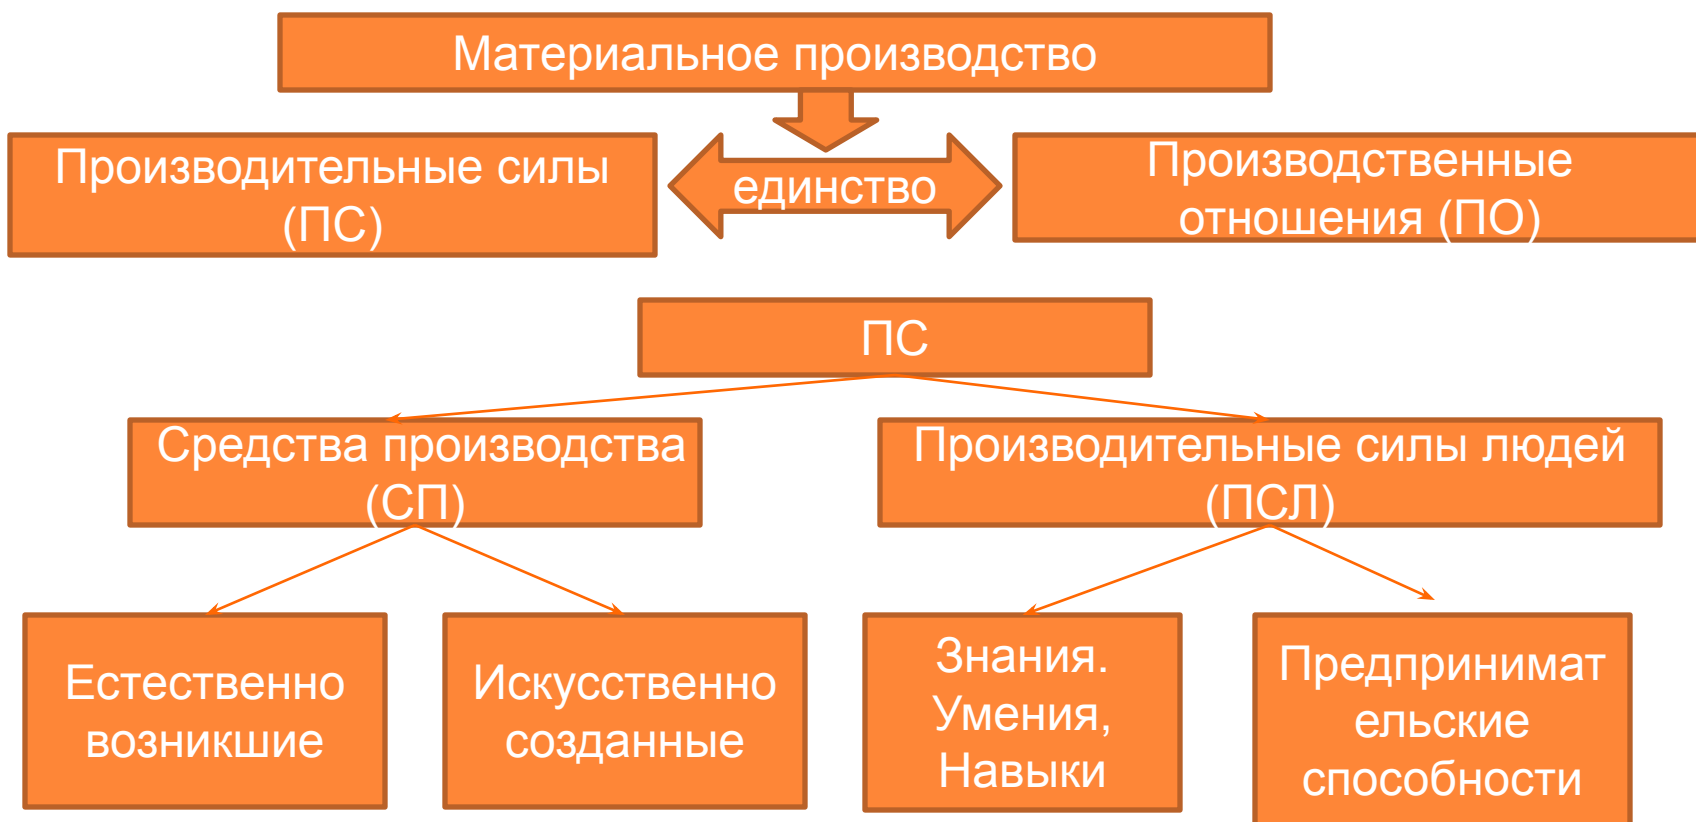 Материальное производство
Производительные силы
(ПС)
единство
Производственные
отношения (ПО)
ПС
Средства производства
(СП)
Производительные силы людей
(ПСЛ)
Естественно
возникшие
Искусственно
созданные
Знания.
Умения,
Навыки
Предпринимат
ельские
способности